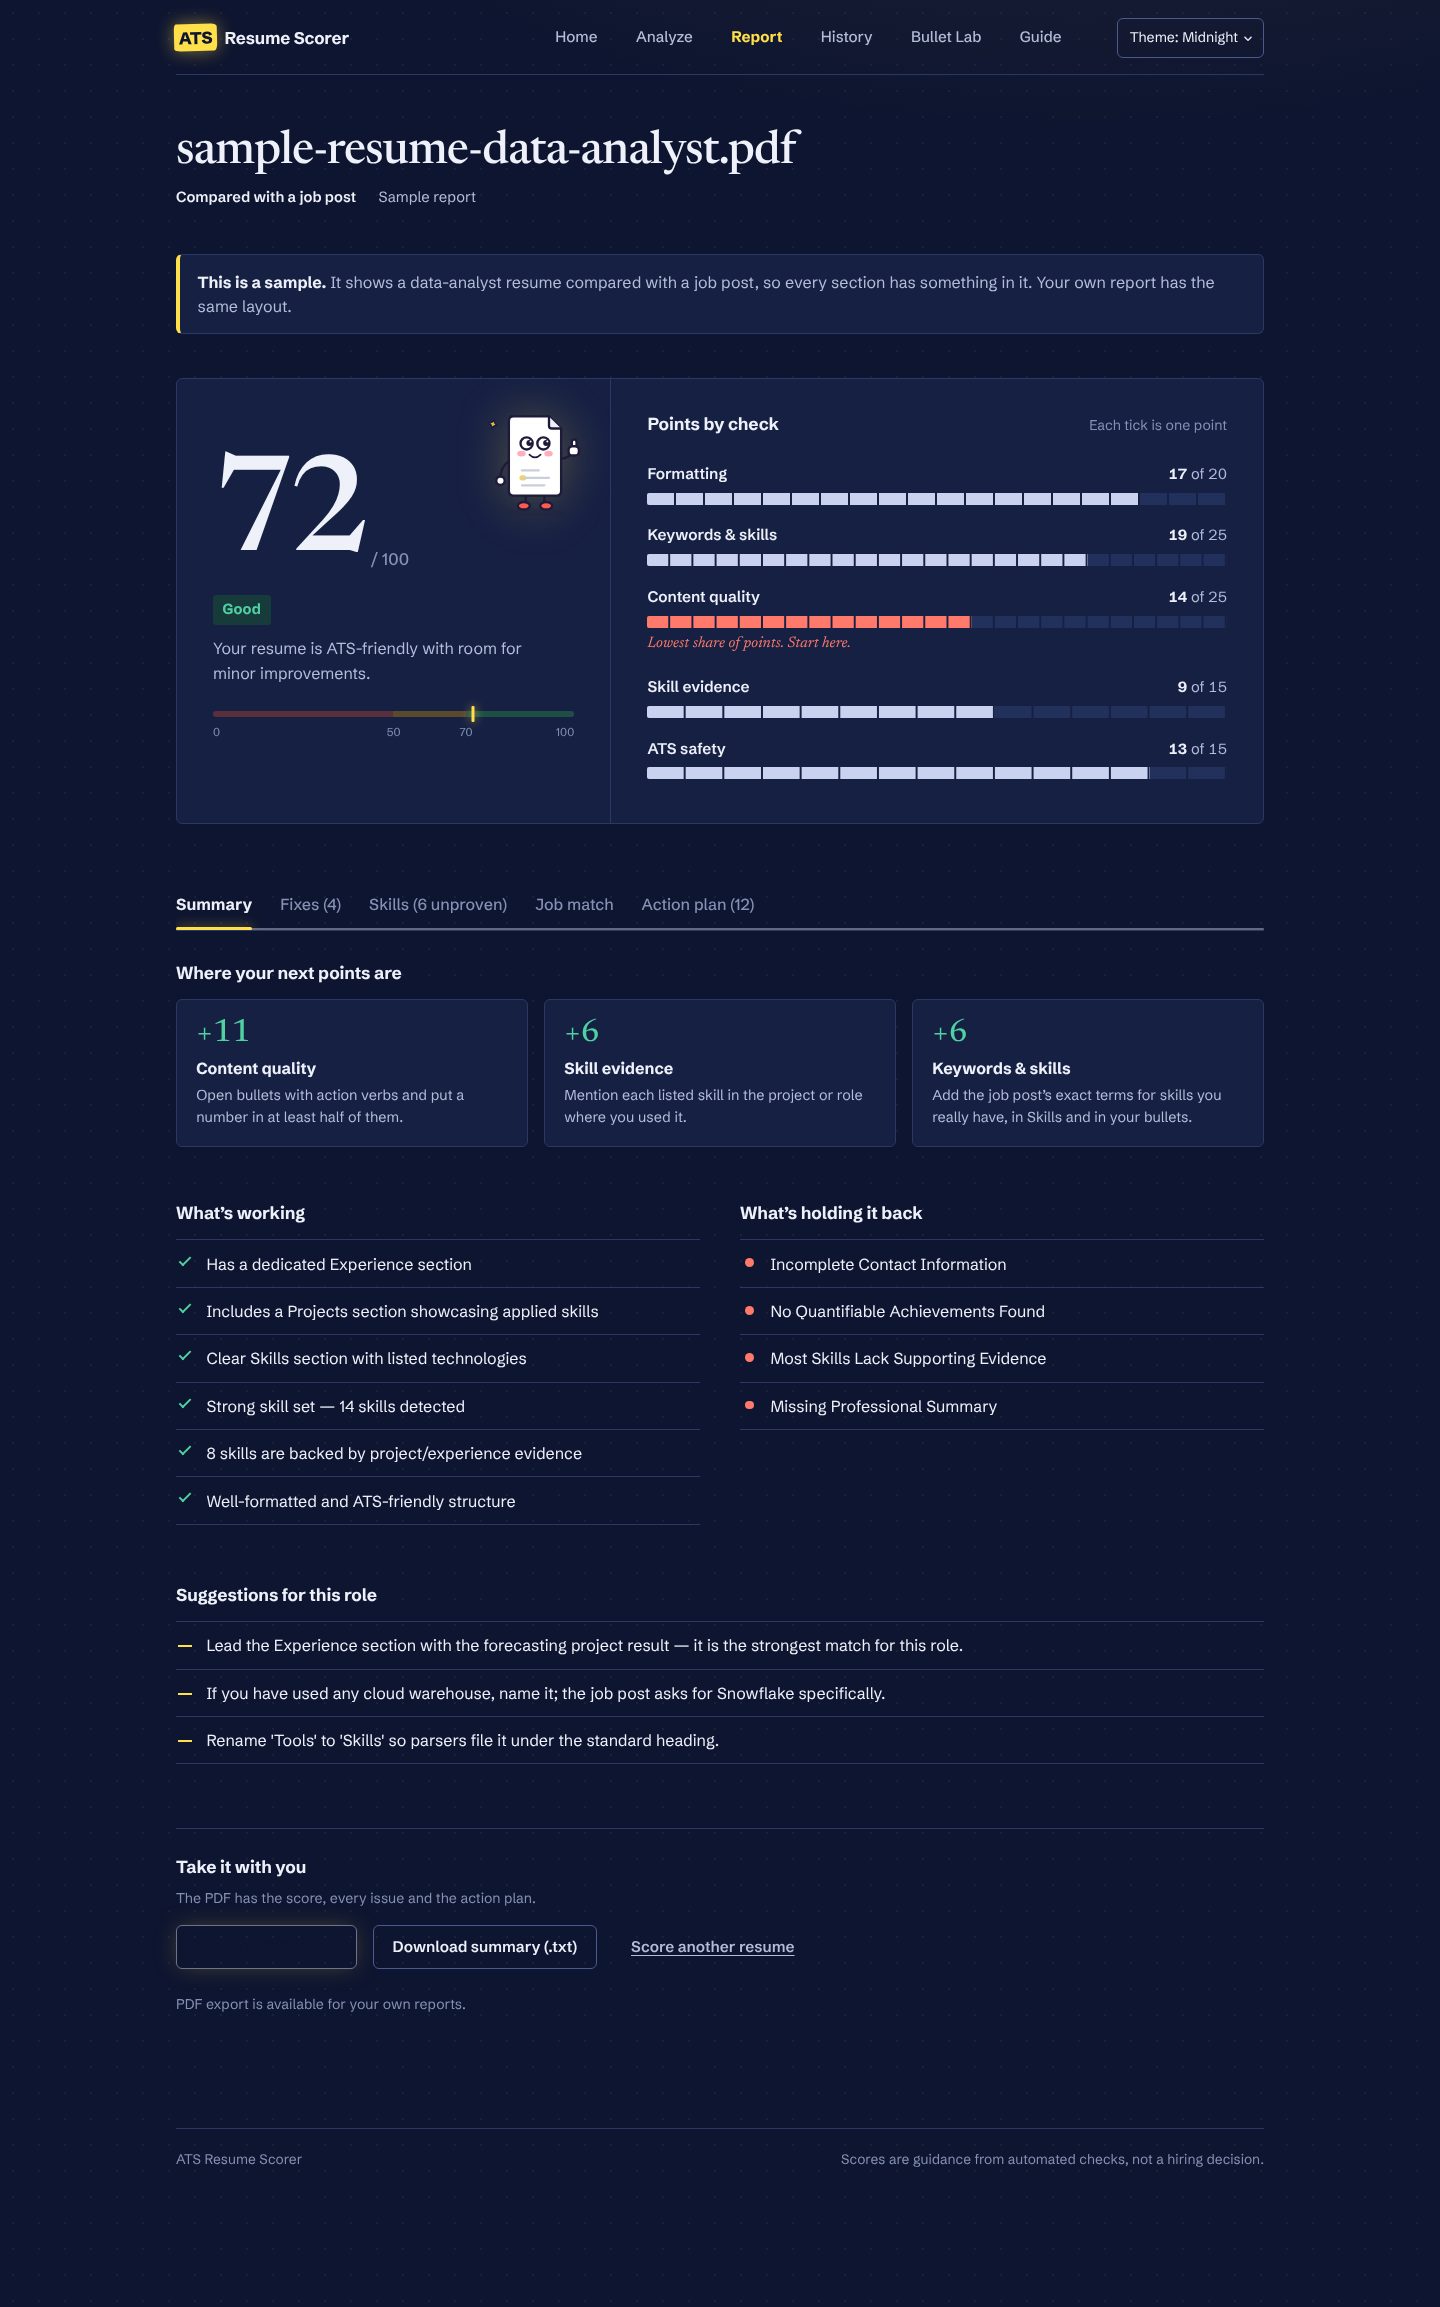 ATS Resume Scorer
Home Analyze Report History Bullet Lab Guide Theme: Midnight
sample-resume-data-analyst.pdf
Compared with a job post Sample report
This is a sample. It shows a data-analyst resume compared with a job post, so every section has something in it. Your own report has the
same layout.
72 / 100
Good
Your resume is ATS-friendly with room for
minor improvements.
0 50 70 100
Points by check Each tick is one point
Formatting 17 of 20
Keywords & skills 19 of 25
Content quality 14 of 25
Lowest share of points. Start here.
Skill evidence 9 of 15
ATS safety 13 of 15
Summary Fixes (4) Skills (6 unproven) Job match Action plan (12)
Where your next points are
+11
Content quality
Open bullets with action verbs and put a
number in at least half of them.
+6
Skill evidence
Mention each listed skill in the project or role
where you used it.
+6
Keywords & skills
Add the job post’s exact terms for skills you
really have, in Skills and in your bullets.
What’s working
Has a dedicated Experience section
Includes a Projects section showcasing applied skills
Clear Skills section with listed technologies
Strong skill set — 14 skills detected
8 skills are backed by project/experience evidence
Well-formatted and ATS-friendly structure
What’s holding it back
Incomplete Contact Information
No Quantifiable Achievements Found
Most Skills Lack Supporting Evidence
Missing Professional Summary
Suggestions for this role
Lead the Experience section with the forecasting project result — it is the strongest match for this role.
If you have used any cloud warehouse, name it; the job post asks for Snowflake specifically.
Rename 'Tools' to 'Skills' so parsers file it under the standard heading.
Take it with you
The PDF has the score, every issue and the action plan.
Download summary (.txt) Score another resume
PDF export is available for your own reports.
ATS Resume Scorer Scores are guidance from automated checks, not a hiring decision.